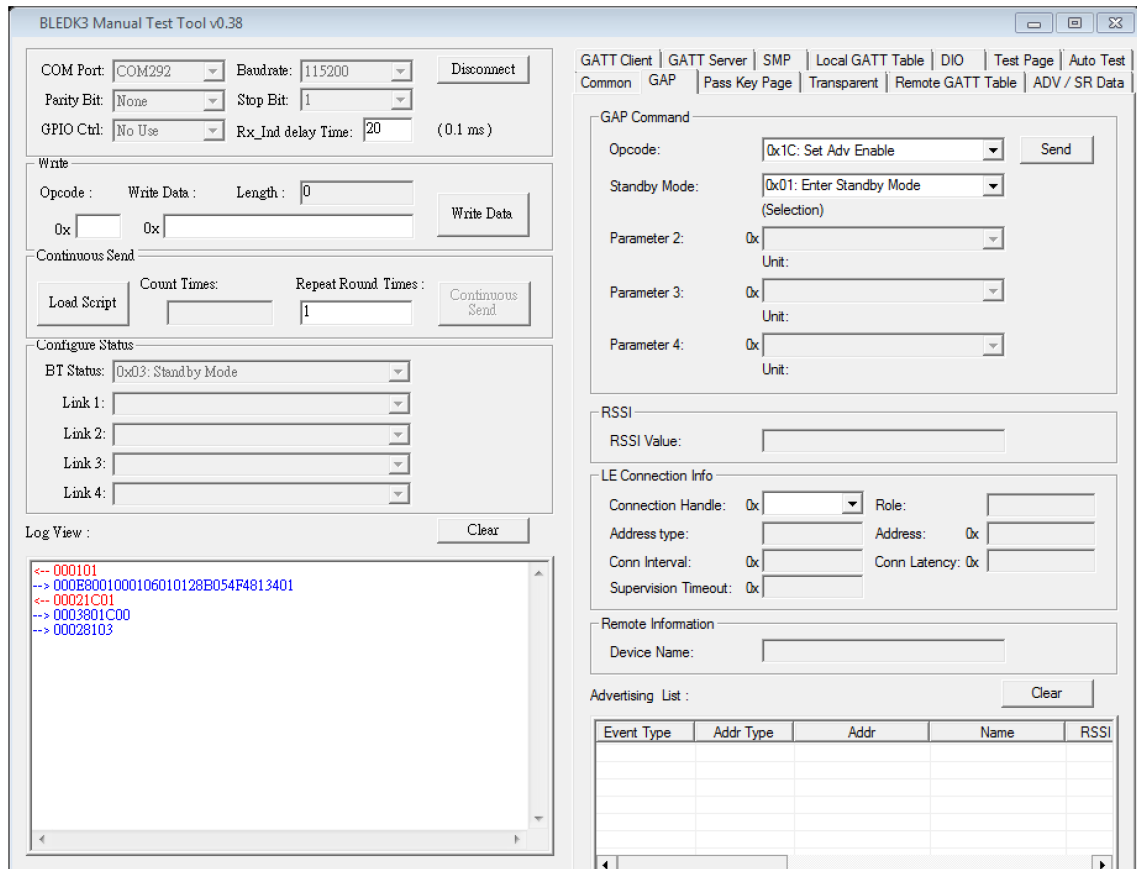 BLEDK3 Manual Test Tool v0.38
COM Port: COM292 Baudrate: 115200 Disconnect
Parity Bit: None Stop Bit: 1
GPIO Ctrl: No Use Rx_Ind delay Time: 20 ( 0.1 ms )
Write
Opcode : Write Data : Length : 0
0x 0x Write Data
Continuous Send
Load Script Count Times: Repeat Round Times : 1 Continuous Send
Configure Status
BT Status: 0x03: Standby Mode
Link 1:
Link 2:
Link 3:
Link 4:
Log View : Clear
<-- 000101
--> 000E8001000106010128B054F4813401
<-- 00021C01
--> 0003801C00
--> 00028103
GATT Client GATT Server SMP Local GATT Table DIO Test Page Auto Test
Common GAP Pass Key Page Transparent Remote GATT Table ADV / SR Data
GAP Command
Opcode: 0x1C: Set Adv Enable Send
Standby Mode: 0x01: Enter Standby Mode
(Selection)
Parameter 2: 0x
Unit:
Parameter 3: 0x
Unit:
Parameter 4: 0x
Unit:
RSSI
RSSI Value:
LE Connection Info
Connection Handle: 0x Role:
Address type: Address: 0x
Conn Interval: 0x Conn Latency: 0x
Supervision Timeout: 0x
Remote Information
Device Name:
Advertising List : Clear
Event Type Addr Type Addr Name RSSI